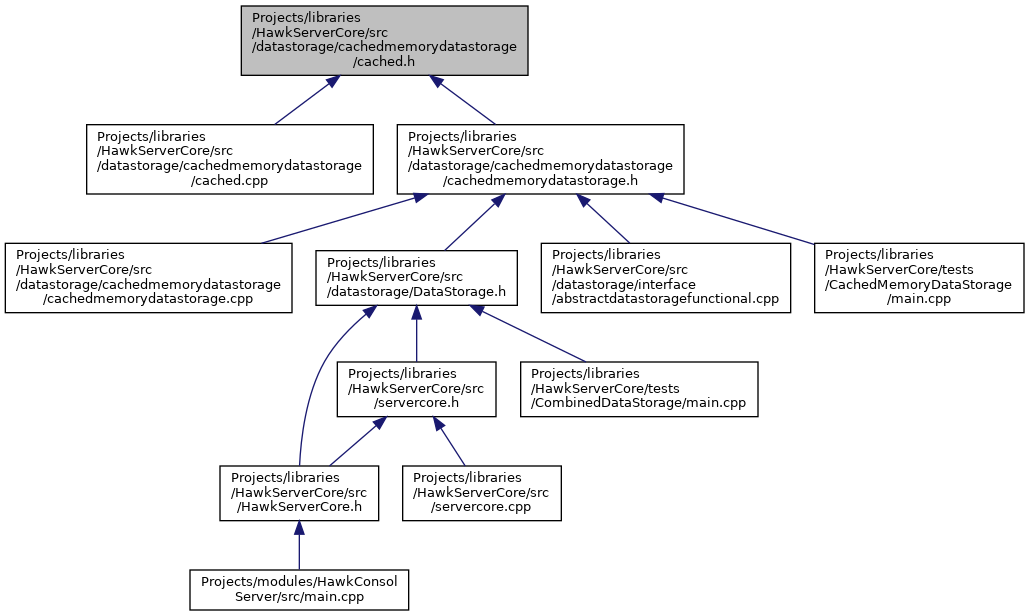 Projects/libraries
/HawkServerCore/src
/datastorage/cachedmemorydatastorage
/cached.h
Projects/libraries
/HawkServerCore/src
/datastorage/cachedmemorydatastorage
/cached.cpp
Projects/libraries
/HawkServerCore/src
/datastorage/cachedmemorydatastorage
/cachedmemorydatastorage.h
Projects/libraries
/HawkServerCore/src
/datastorage/cachedmemorydatastorage
/cachedmemorydatastorage.cpp
Projects/libraries
/HawkServerCore/src
/datastorage/DataStorage.h
Projects/libraries
/HawkServerCore/src
/datastorage/interface
/abstractdatastoragefunctional.cpp
Projects/libraries
/HawkServerCore/tests
/CachedMemoryDataStorage
/main.cpp
Projects/libraries
/HawkServerCore/src
/servercore.h
Projects/libraries
/HawkServerCore/tests
/CombinedDataStorage/main.cpp
Projects/libraries
/HawkServerCore/src
/HawkServerCore.h
Projects/libraries
/HawkServerCore/src
/servercore.cpp
Projects/modules/HawkConsol
Server/src/main.cpp